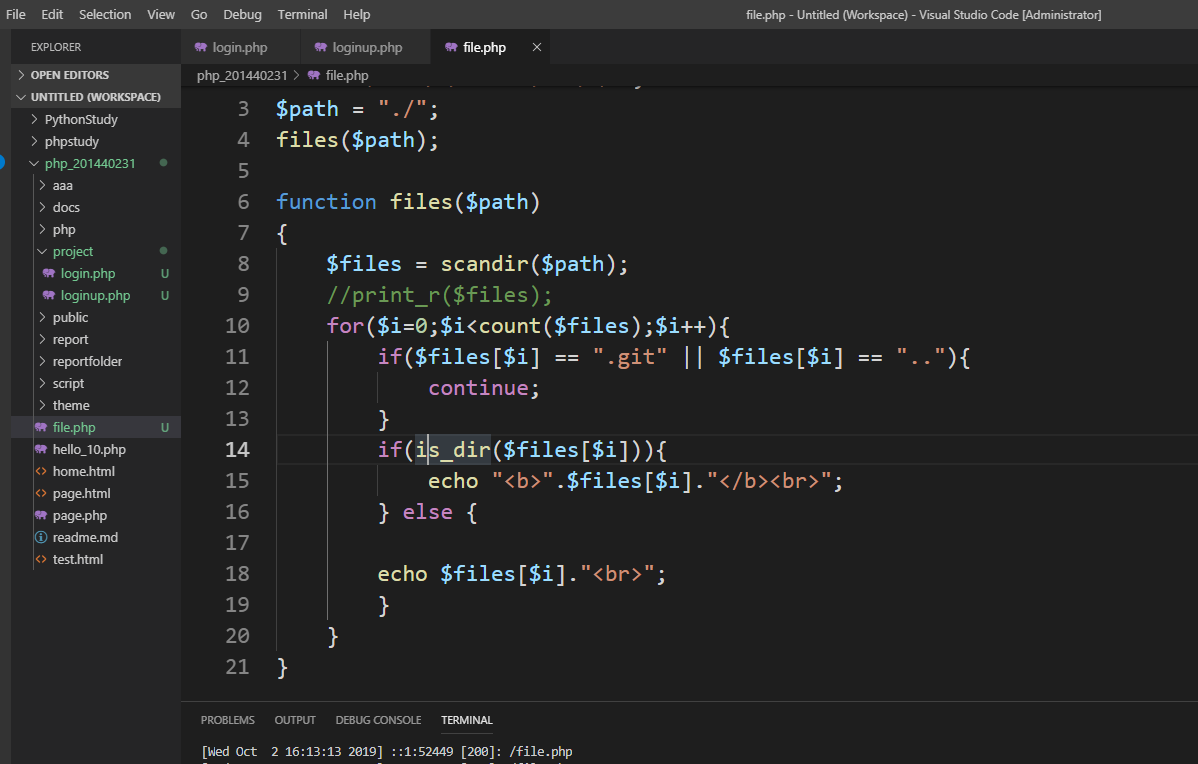 File Edit Selection View Go Debug Terminal Help file.php - Untitled (Workspace) - Visual Studio Code [Administrator]
EXPLORER
login.php loginup.php file.php ×
php_201440231 > file.php
OPEN EDITORS
UNTITLED (WORKSPACE)
PythonStudy
phpstudy
php_201440231
aaa
docs
php
project
login.php U
loginup.php U
public
report
reportfolder
script
theme
file.php U
hello_10.php
home.html
page.html
page.php
readme.md
test.html
3 $path = "./";
4 files($path);
5
6 function files($path)
7 {
8 $files = scandir($path);
9 //print_r($files);
10 for($i=0;$i<count($files);$i++){
11 if($files[$i] == ".git" || $files[$i] == ".."){
12 continue;
13 }
14 if(is_dir($files[$i])){
15 echo "<b>".$files[$i]."</b><br>";
16 } else {
17
18 echo $files[$i]."<br>";
19 }
20 }
21 }
PROBLEMS OUTPUT DEBUG CONSOLE TERMINAL
[Wed Oct 2 16:13:13 2019] ::1:52449 [200]: /file.php